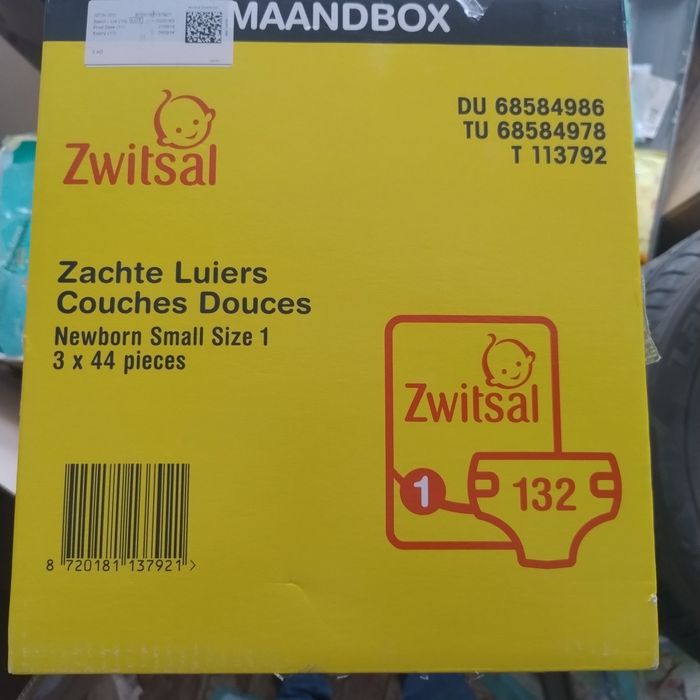 MAANDBOX
Zwitsal
DU 68584986
TU 68584978
T 113792
Zachte Luiers
Couches Douces
Newborn Small Size 1
3 x 44 pieces
Zwitsal
1
132
8 720181 137921 >